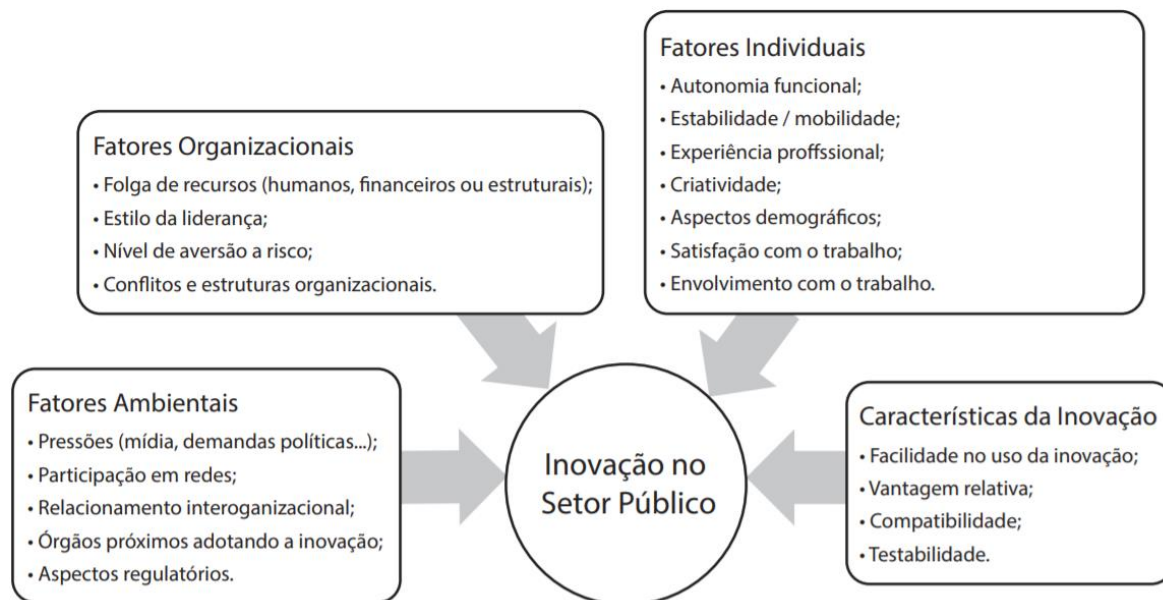 Fatores Individuais
• Autonomia funcional;
• Estabilidade / mobilidade;
• Experiência proffssional;
• Criatividade;
• Aspectos demográficos;
• Satisfação com o trabalho;
• Envolvimento com o trabalho.
Fatores Organizacionais
• Folga de recursos (humanos, financeiros ou estruturais);
• Estilo da liderança;
• Nível de aversão a risco;
• Conflitos e estruturas organizacionais.
Fatores Ambientais
• Pressões (mídia, demandas políticas...);
• Participação em redes;
• Relacionamento interoganizacional;
• Órgãos próximos adotando a inovação;
• Aspectos regulatórios.
Inovação no
Setor Público
Características da Inovação
• Facilidade no uso da inovação;
• Vantagem relativa;
• Compatibilidade;
• Testabilidade.